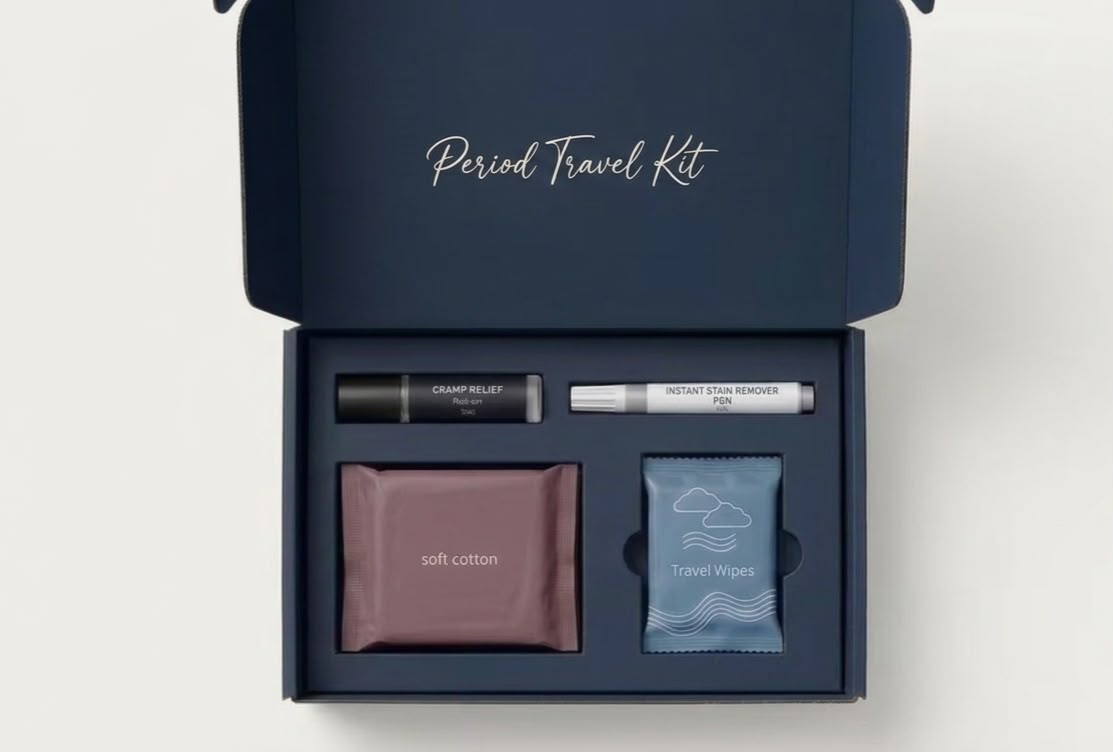 Period Travel Kit
CRAMP RELIEF
INSTANT STAIN REMOVER
PGN
soft cotton
Travel Wipes